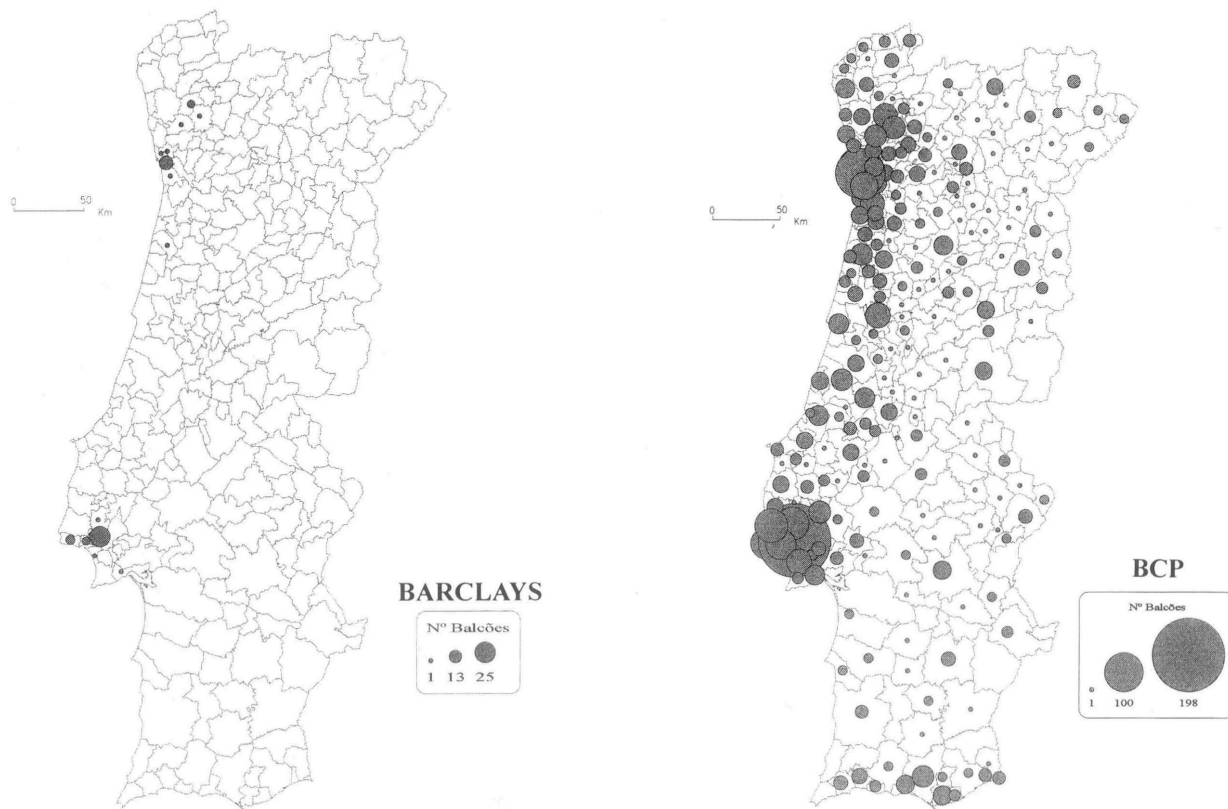 0 50
Km
BARCLAYS
Nº Balcões
1 13 25
0 50
Km
BCP
Nº Balcões
1 100 198